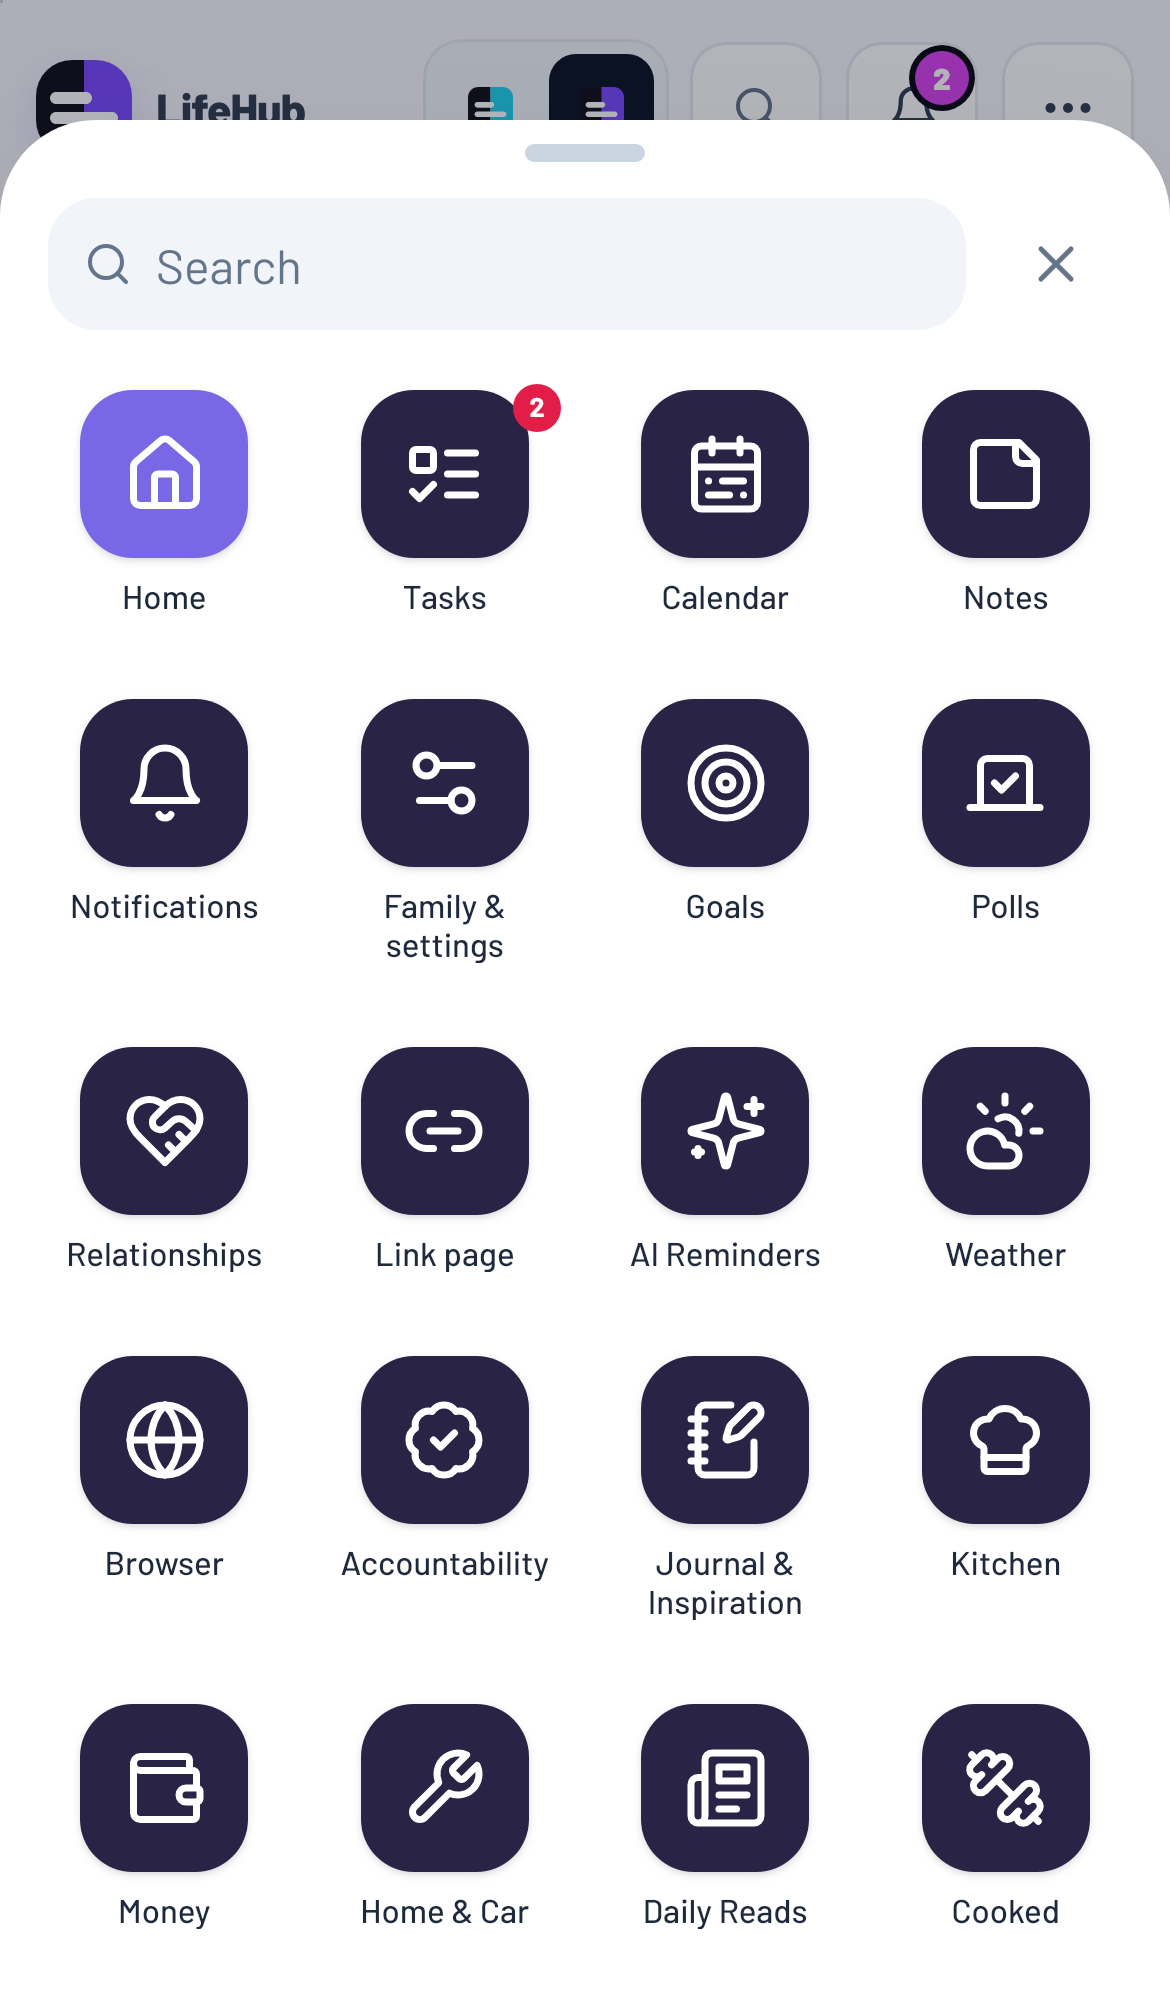 LifeHub
2
Search
2
Home
Tasks
Calendar
Notes
Notifications
Family &
settings
Goals
Polls
Relationships
Link page
AI Reminders
Weather
Browser
Accountability
Journal &
Inspiration
Kitchen
Money
Home & Car
Daily Reads
Cooked